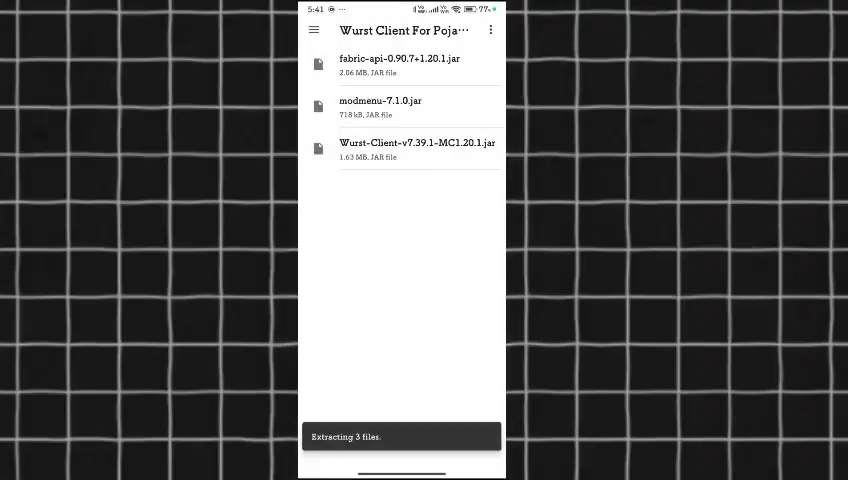 5:41
77%
Wurst Client For Poja...
fabric-api-0.90.7+1.20.1.jar
2.06 MB, JAR file
modmenu-7.1.0.jar
718 kB, JAR file
Wurst-Client-v7.39.1-MC1.20.1.jar
1.63 MB, JAR file
Extracting 3 files.